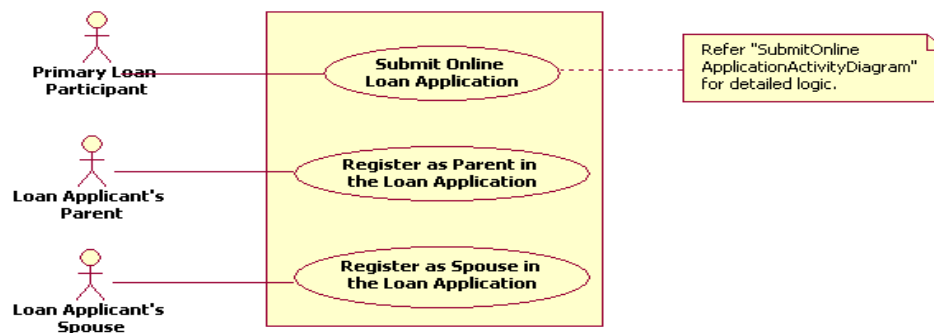 Primary Loan
Participant
Submit Online
Loan Application
Refer "SubmitOnline
ApplicationActivityDiagram"
for detailed logic.
Loan Applicant's
Parent
Register as Parent in
the Loan Application
Loan Applicant's
Spouse
Register as Spouse in
the Loan Application